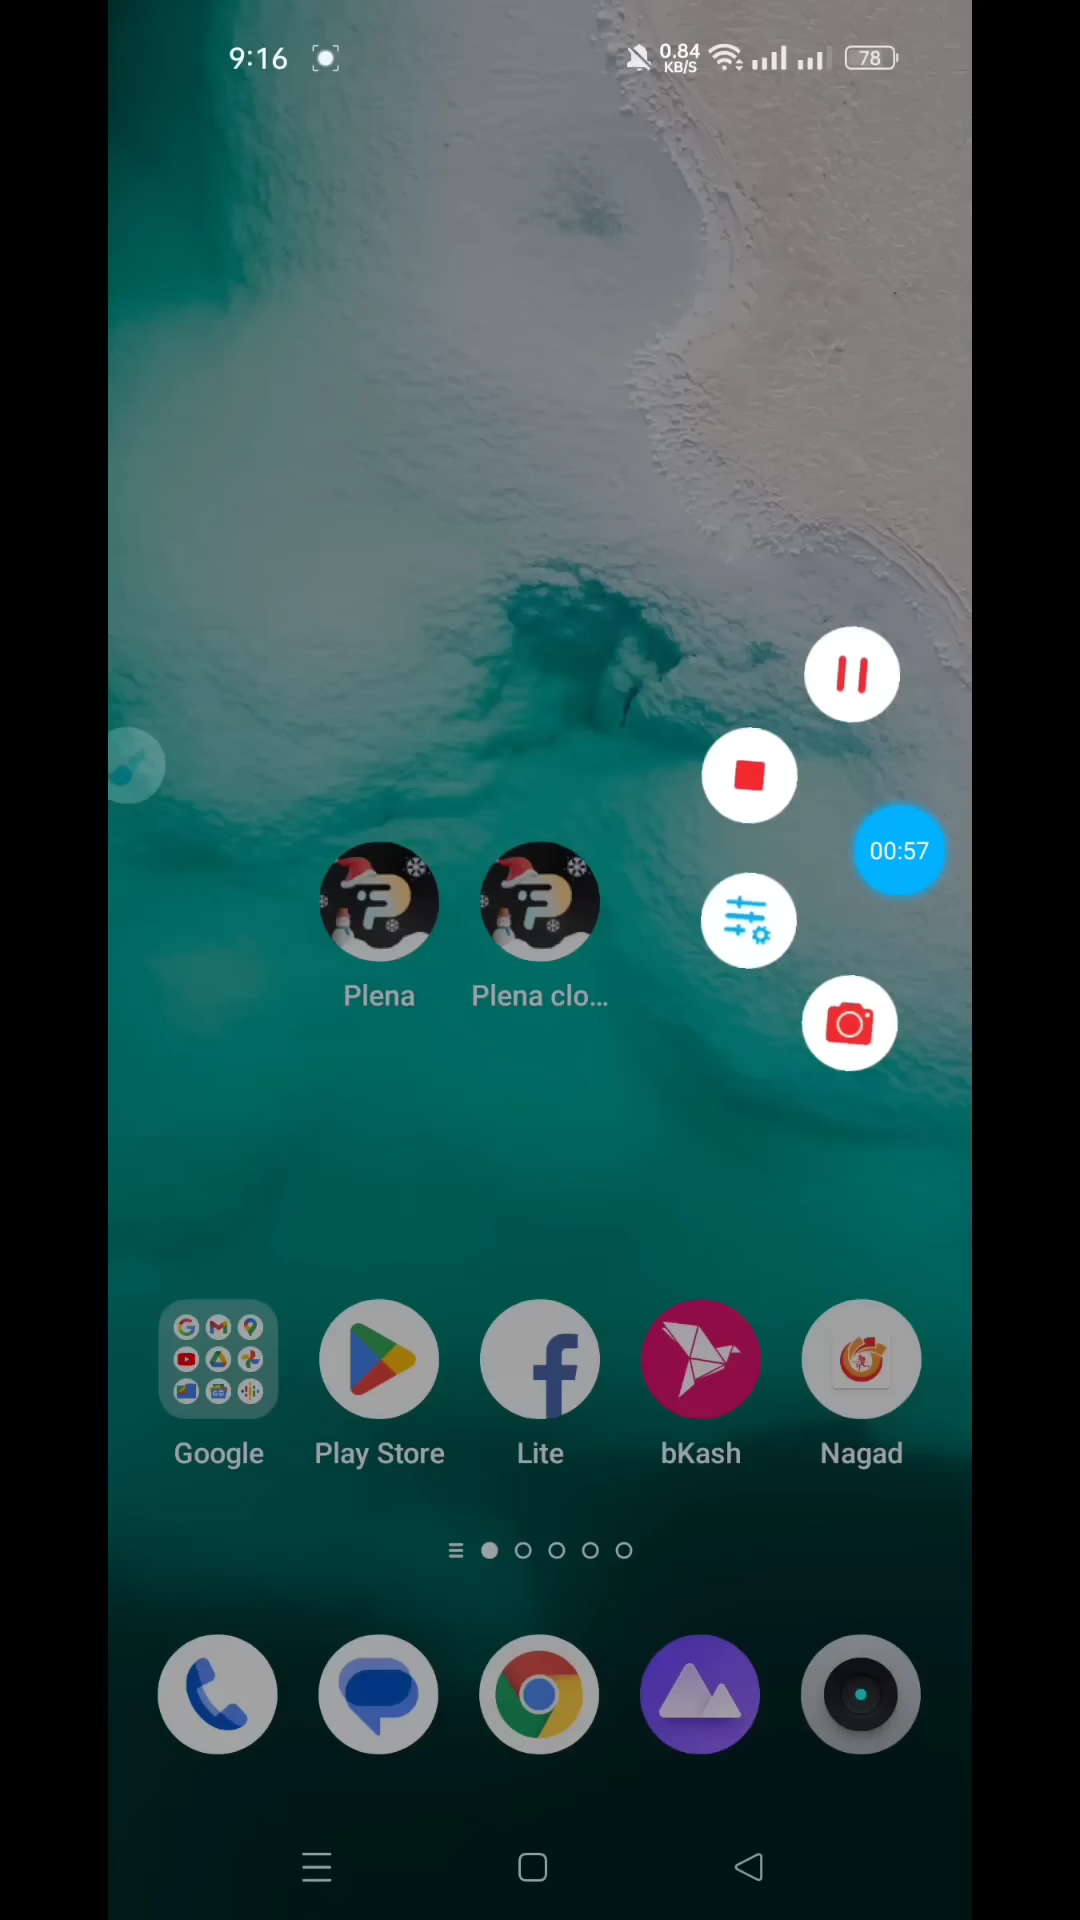 9:16
0.84
KB/S
78
00:57
Plena
Plena clo...
Google
Play Store
Lite
bKash
Nagad